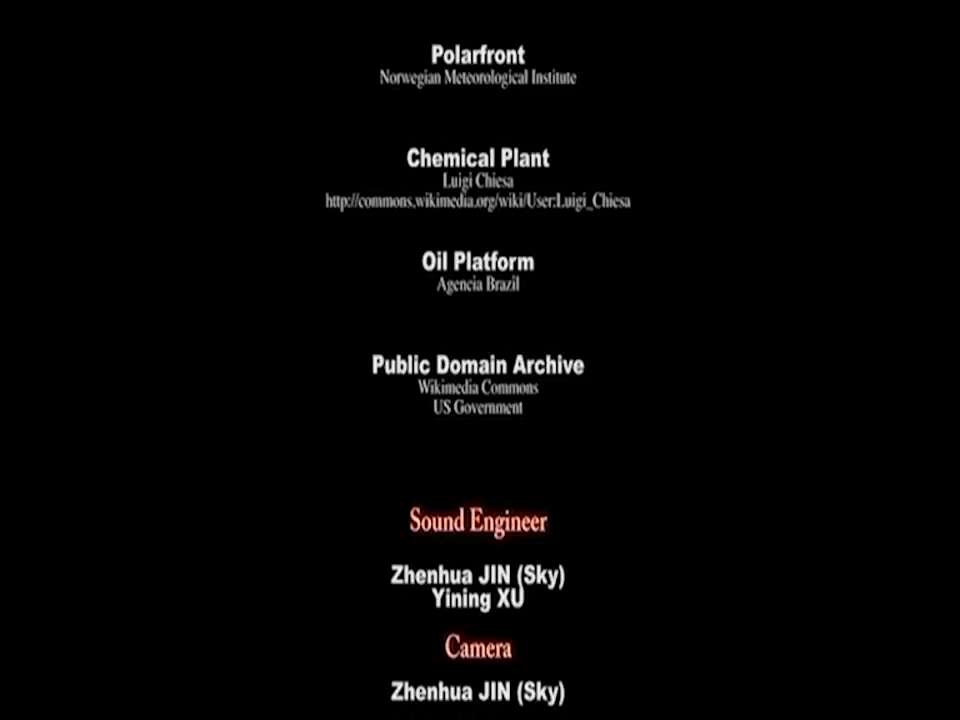 Polarfront
Norwegian Meteorological Institute
Chemical Plant
Luigi Chiesa
http://commons.wikimedia.org/wiki/User:Luigi_Chiesa
Oil Platform
Agencia Brazil
Public Domain Archive
Wikimedia Commons
US Government
Sound Engineer
Zhenhua JIN (Sky)
Yining XU
Camera
Zhenhua JIN (Sky)